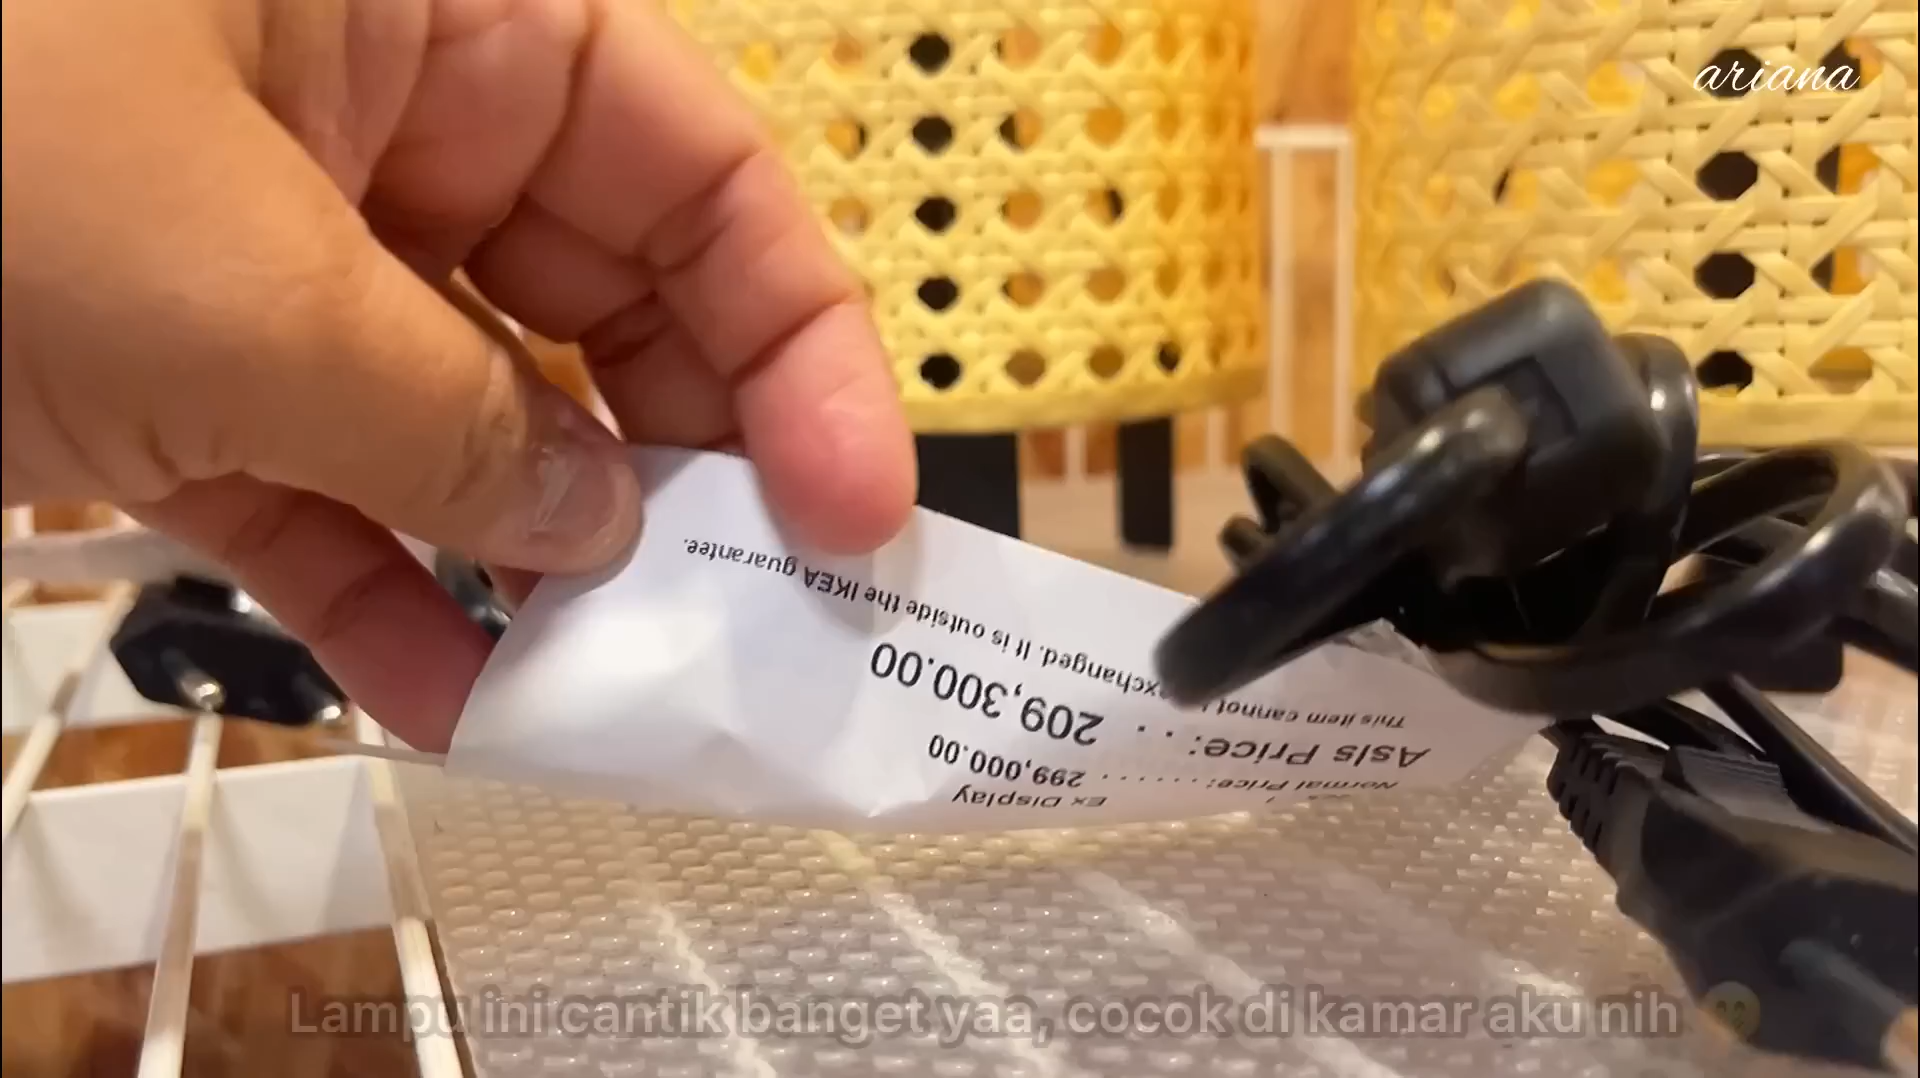 ariana
Ex Display
Normal Price: ........ 299,000.00
AsIs Price: . . . 209,300.00
This item cannot exchanged. It is outside the IKEA guarantee.
Lampu ini cantik banget yaa, cocok di kamar aku nih